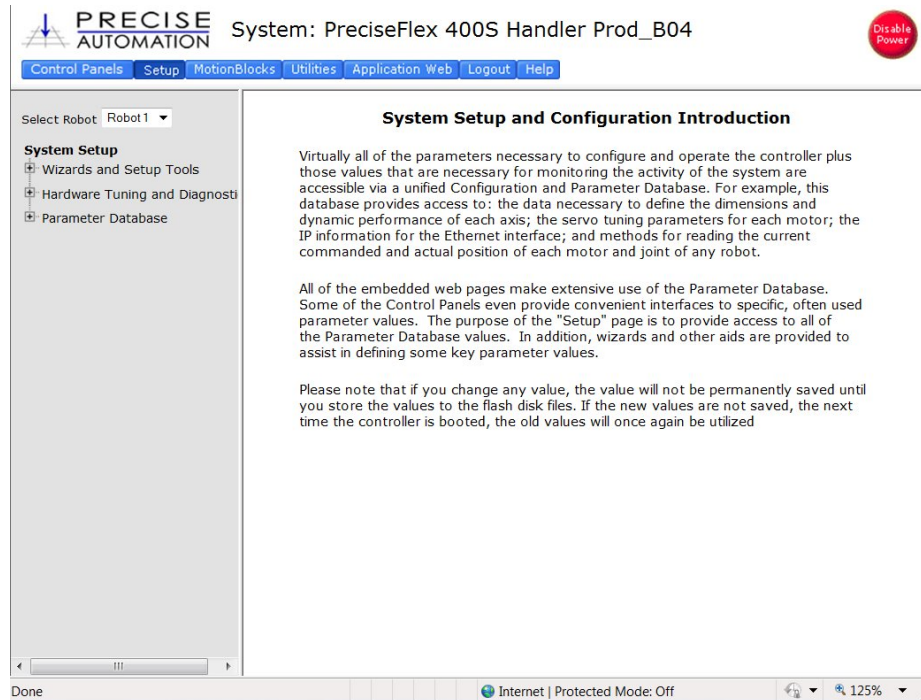 PRECISE
AUTOMATION
System: PreciseFlex 400S Handler Prod_B04
Disable
Power
Control Panels Setup MotionBlocks Utilities Application Web Logout Help
Select Robot Robot1
System Setup
Wizards and Setup Tools
Hardware Tuning and Diagnosti
Parameter Database
System Setup and Configuration Introduction
Virtually all of the parameters necessary to configure and operate the controller plus
those values that are necessary for monitoring the activity of the system are
accessible via a unified Configuration and Parameter Database. For example, this
database provides access to: the data necessary to define the dimensions and
dynamic performance of each axis; the servo tuning parameters for each motor; the
IP information for the Ethernet interface; and methods for reading the current
commanded and actual position of each motor and joint of any robot.
All of the embedded web pages make extensive use of the Parameter Database.
Some of the Control Panels even provide convenient interfaces to specific, often used
parameter values. The purpose of the "Setup" page is to provide access to all of
the Parameter Database values. In addition, wizards and other aids are provided to
assist in defining some key parameter values.
Please note that if you change any value, the value will not be permanently saved until
you store the values to the flash disk files. If the new values are not saved, the next
time the controller is booted, the old values will once again be utilized
Done
Internet | Protected Mode: Off
125%